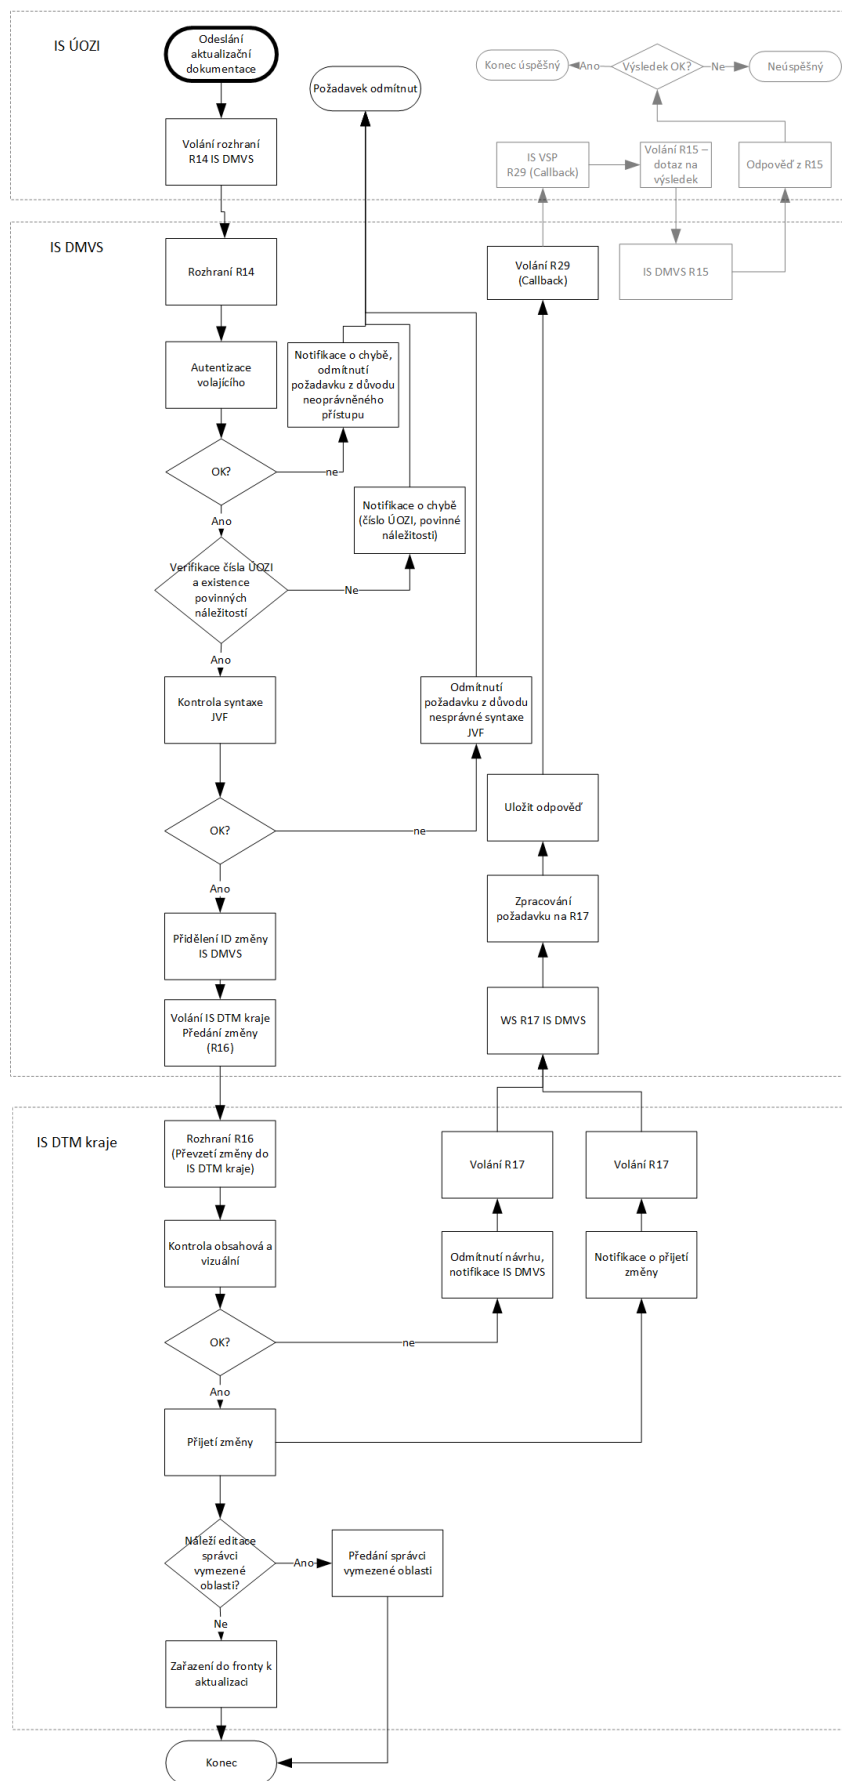 IS ÚOZI
Odeslání
aktualizační
dokumentace
Požadavek odmítnut
Konec úspěšný
Ano
Výsledek OK?
Ne
Neúspěšný
Volání rozhraní
R14 IS DMVS
IS VSP
R29 (Callback)
Volání R15 –
dotaz na
výsledek
Odpověď z R15
IS DMVS
Rozhraní R14
Volání R29
(Callback)
IS DMVS R15
Autentizace
volajícího
Notifikace o chybě,
odmítnutí
požadavku z důvodu
neoprávněného
přístupu
OK?
ne
Ano
Notifikace o chybě
(číslo ÚOZI, povinné
náležitosti)
Verifikace čísla ÚOZI
a existence
povinných
náležitostí
Ne
Ano
Kontrola syntaxe
JVF
Odmítnutí
požadavku z důvodu
nesprávné syntaxe
JVF
OK?
ne
Uložit odpověď
Ano
Zpracování
požadavku na R17
Přidělení ID změny
IS DMVS
Volání IS DTM kraje
Předání změny
(R16)
WS R17 IS DMVS
IS DTM kraje
Rozhraní R16
(Převzetí změny do
IS DTM kraje)
Volání R17
Volání R17
Kontrola obsahová a
vizuální
Odmítnutí návrhu,
notifikace IS DMVS
Notifikace o přijetí
změny
OK?
ne
Ano
Přijetí změny
Náleží editace
správci
vymezené
oblasti?
Ano
Předání správci
vymezené oblasti
Ne
Zařazení do fronty k
aktualizaci
Konec